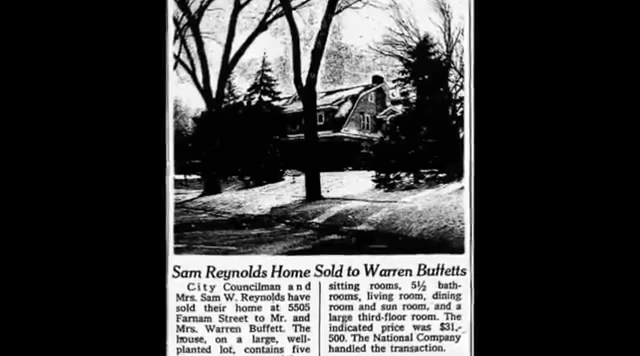 Sam Reynolds Home Sold to Warren Buffetts
City Councilman and
Mrs. Sam W. Reynolds have
sold their home at 5505
Farnam Street to Mr. and
Mrs. Warren Buffett. The
house, on a large, well-
planted lot, contains five
sitting rooms, 5½ bath-
rooms, living room, dining
room and sun room, and a
large third-floor room. The
indicated price was $31,-
500. The National Company
handled the transaction.